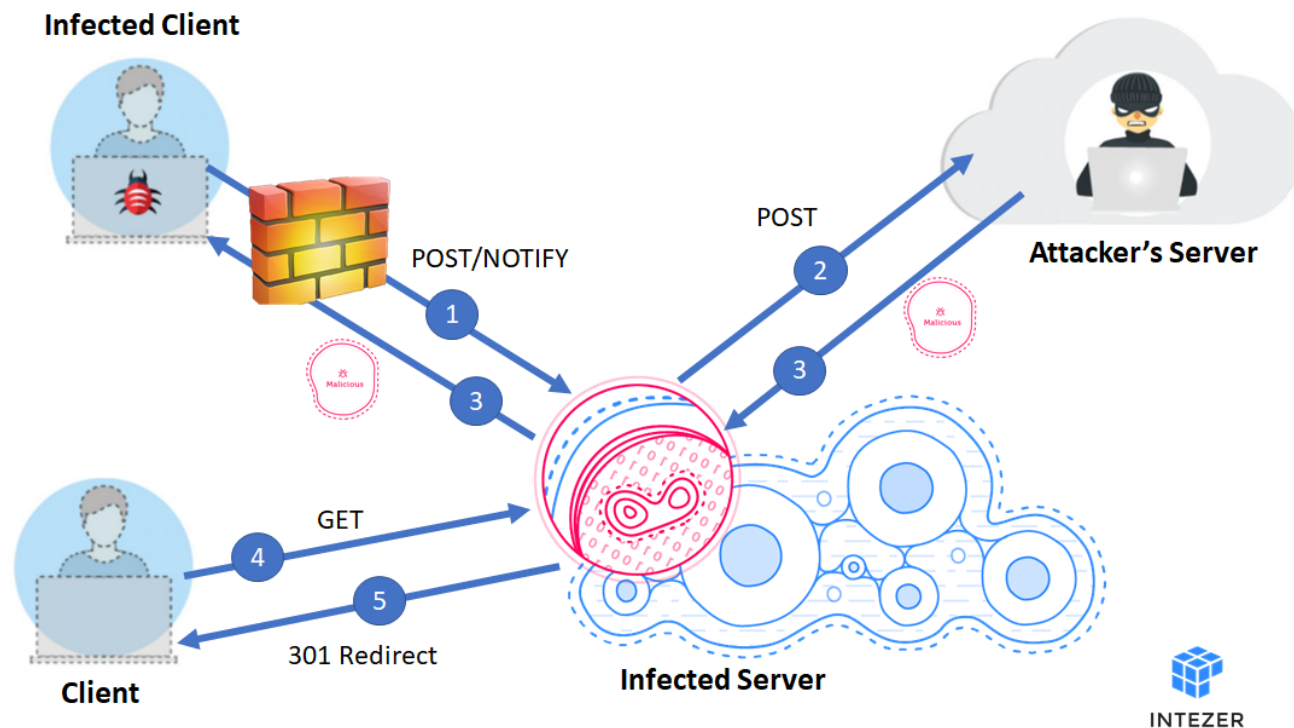 Infected Client
POST/NOTIFY
1
Malicious
3
POST
2
Attacker's Server
Malicious
3
GET
4
5
301 Redirect
Client
Infected Server
INTEZER